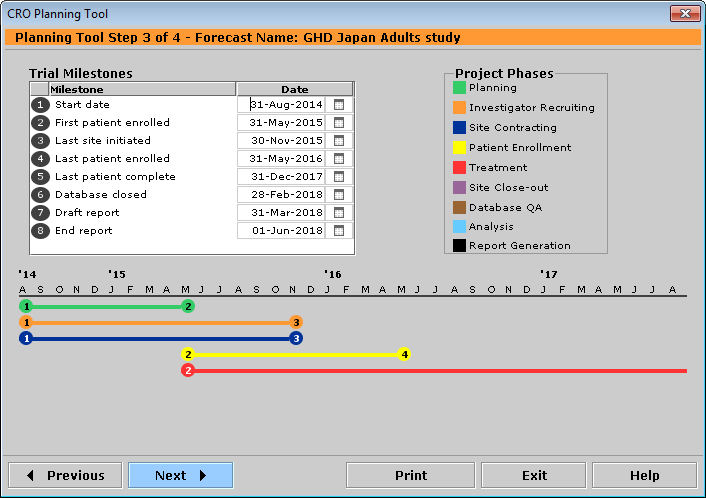 CRO Planning Tool
Planning Tool Step 3 of 4 - Forecast Name: GHD Japan Adults study
Trial Milestones
Milestone Date
1 Start date 31-Aug-2014
2 First patient enrolled 31-May-2015
3 Last site initiated 30-Nov-2015
4 Last patient enrolled 31-May-2016
5 Last patient complete 31-Dec-2017
6 Database closed 28-Feb-2018
7 Draft report 31-Mar-2018
8 End report 01-Jun-2018
Project Phases
Planning
Investigator Recruiting
Site Contracting
Patient Enrollment
Treatment
Site Close-out
Database QA
Analysis
Report Generation
'14 '15 '16 '17
A S O N D J F M A M J J A S O N D J F M A M J J A S O N D J F M A M J J A
1 2
1 3
1 3
2 4
2
Previous Next Print Exit Help